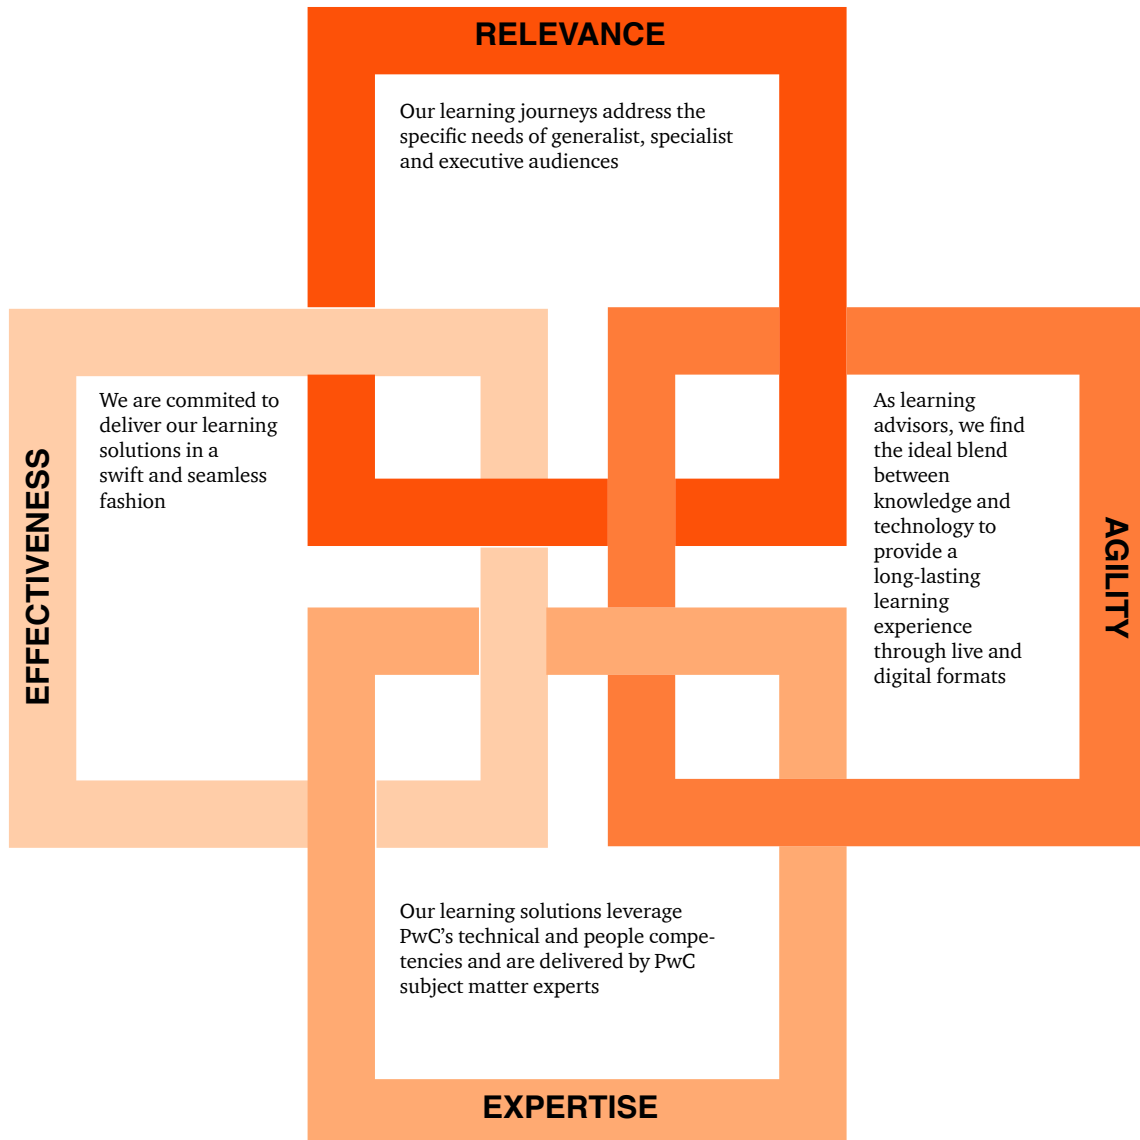 RELEVANCE
Our learning journeys address the
specific needs of generalist, specialist
and executive audiences
EFFECTIVENESS
We are commited to
deliver our learning
solutions in a
swift and seamless
fashion
As learning
advisors, we find
the ideal blend
between
knowledge and
technology to
provide a
long-lasting
learning
experience
through live and
digital formats
AGILITY
Our learning solutions leverage
PwC’s technical and people compe-
tencies and are delivered by PwC
subject matter experts
EXPERTISE